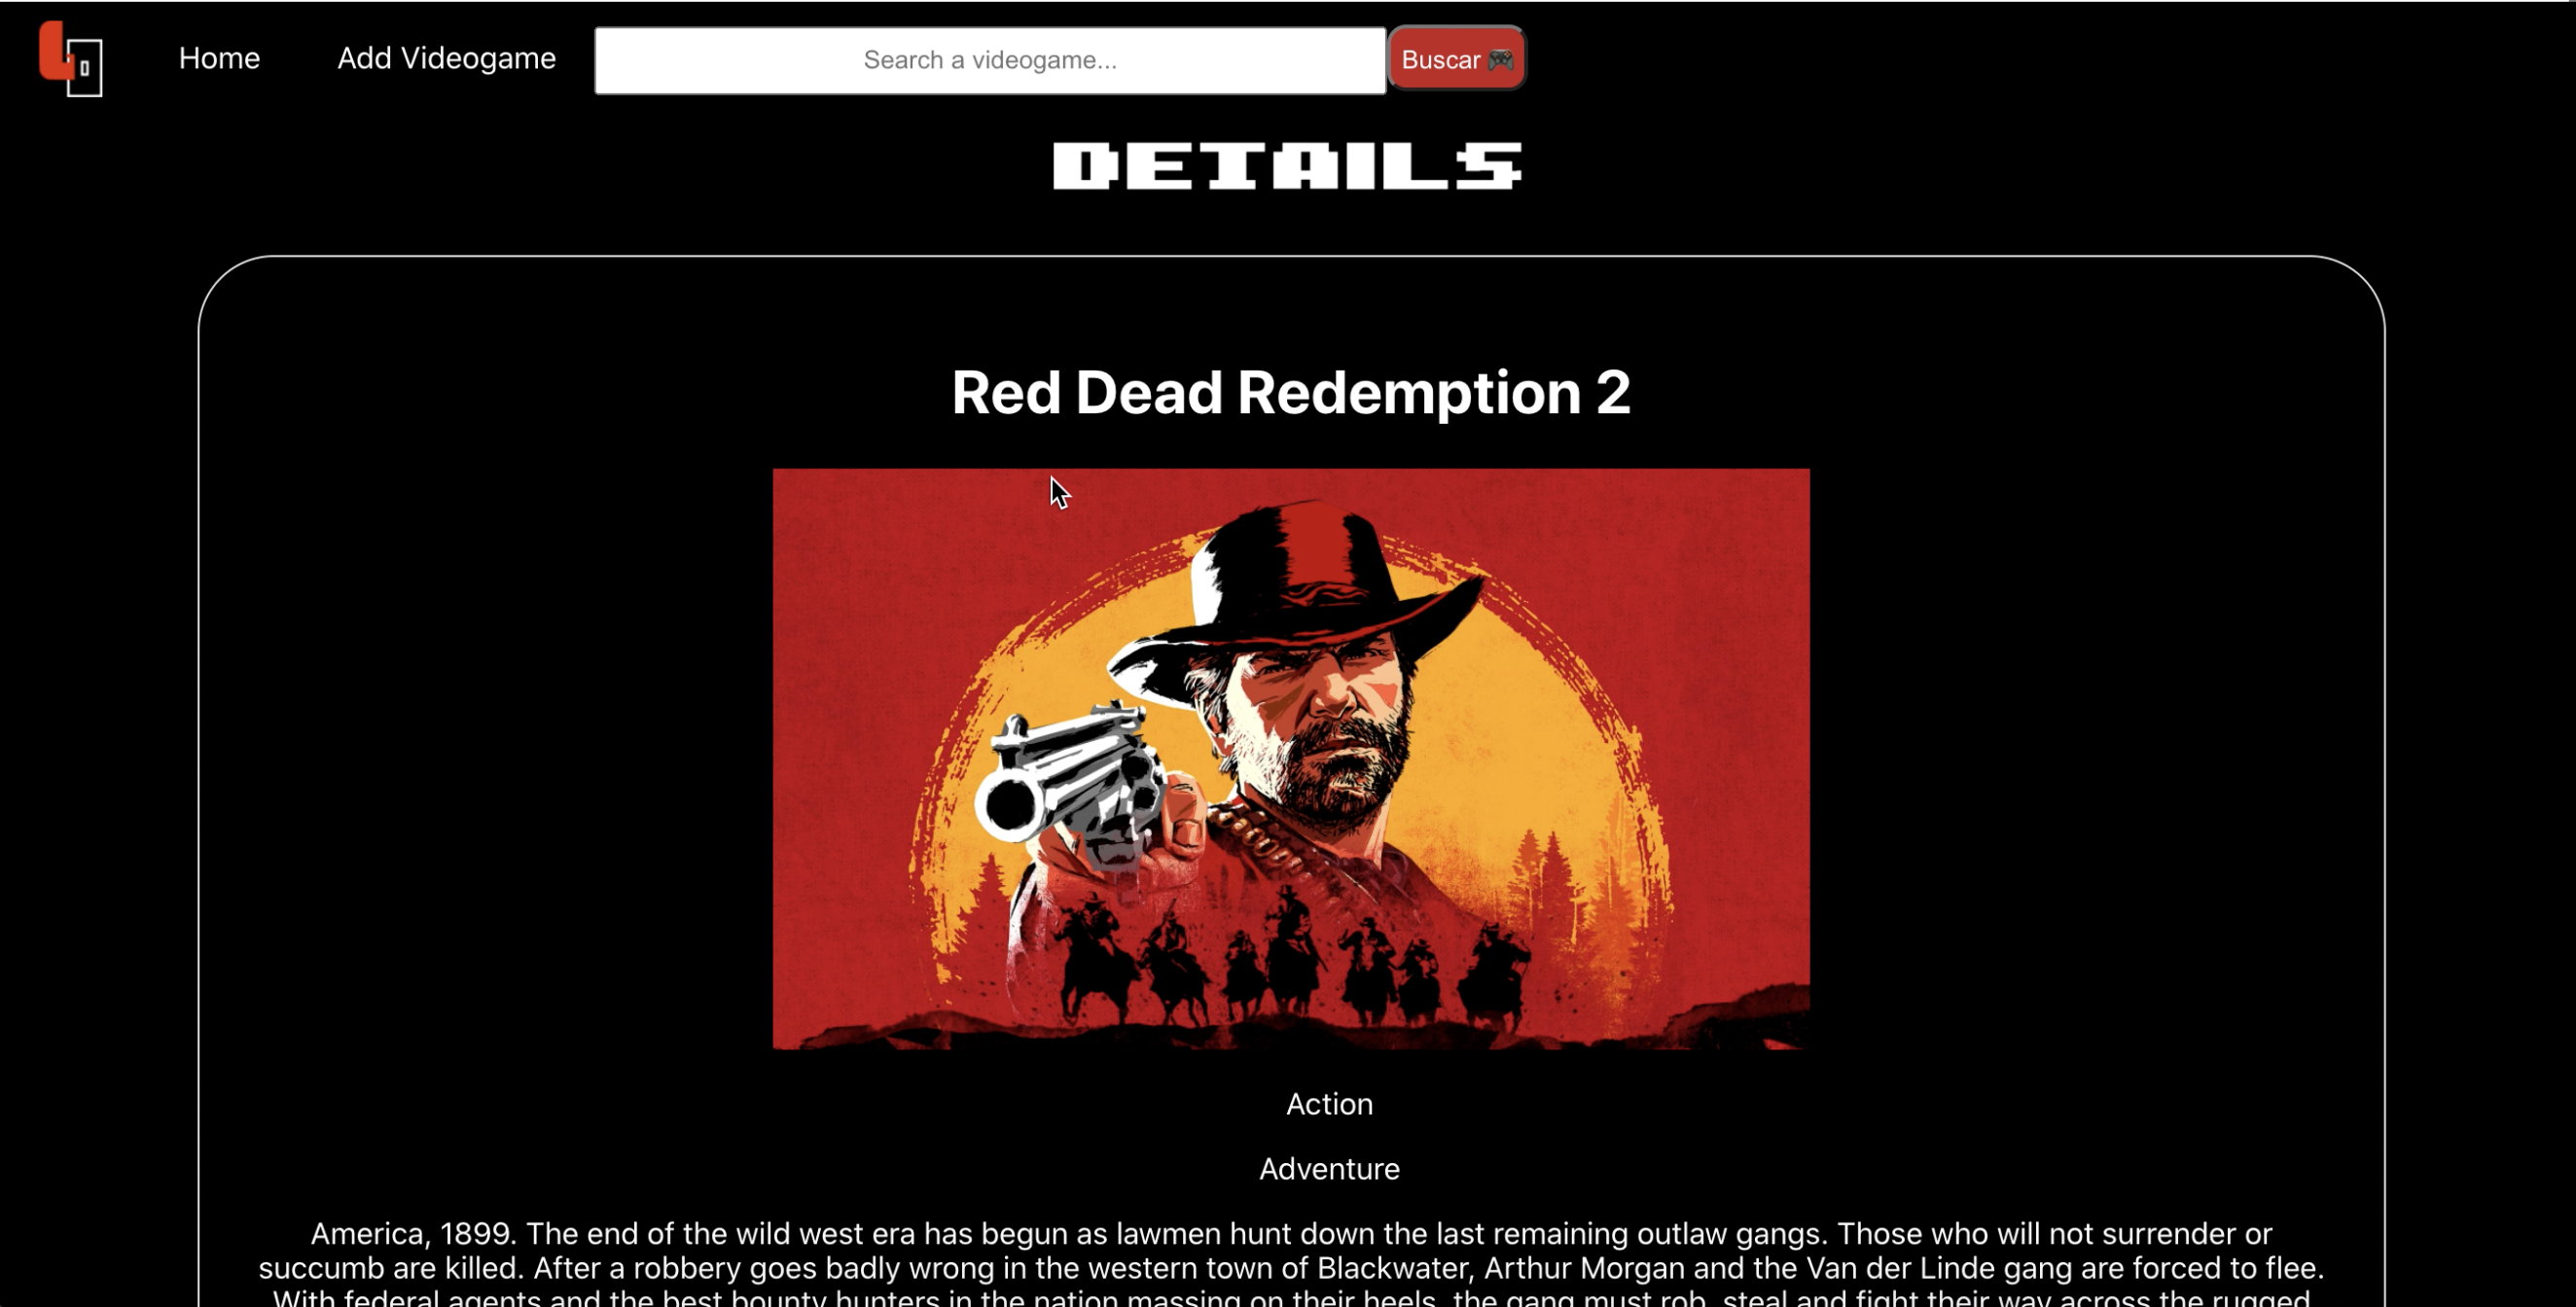 Home
Add Videogame
Search a videogame...
Buscar 🎮
DETAILS
Red Dead Redemption 2
Action
Adventure
America, 1899. The end of the wild west era has begun as lawmen hunt down the last remaining outlaw gangs. Those who will not surrender or
succumb are killed. After a robbery goes badly wrong in the western town of Blackwater, Arthur Morgan and the Van der Linde gang are forced to flee.
With federal agents and the best bounty hunters in the nation massing on their heels, the gang must rob, steal and fight their way across the rugged